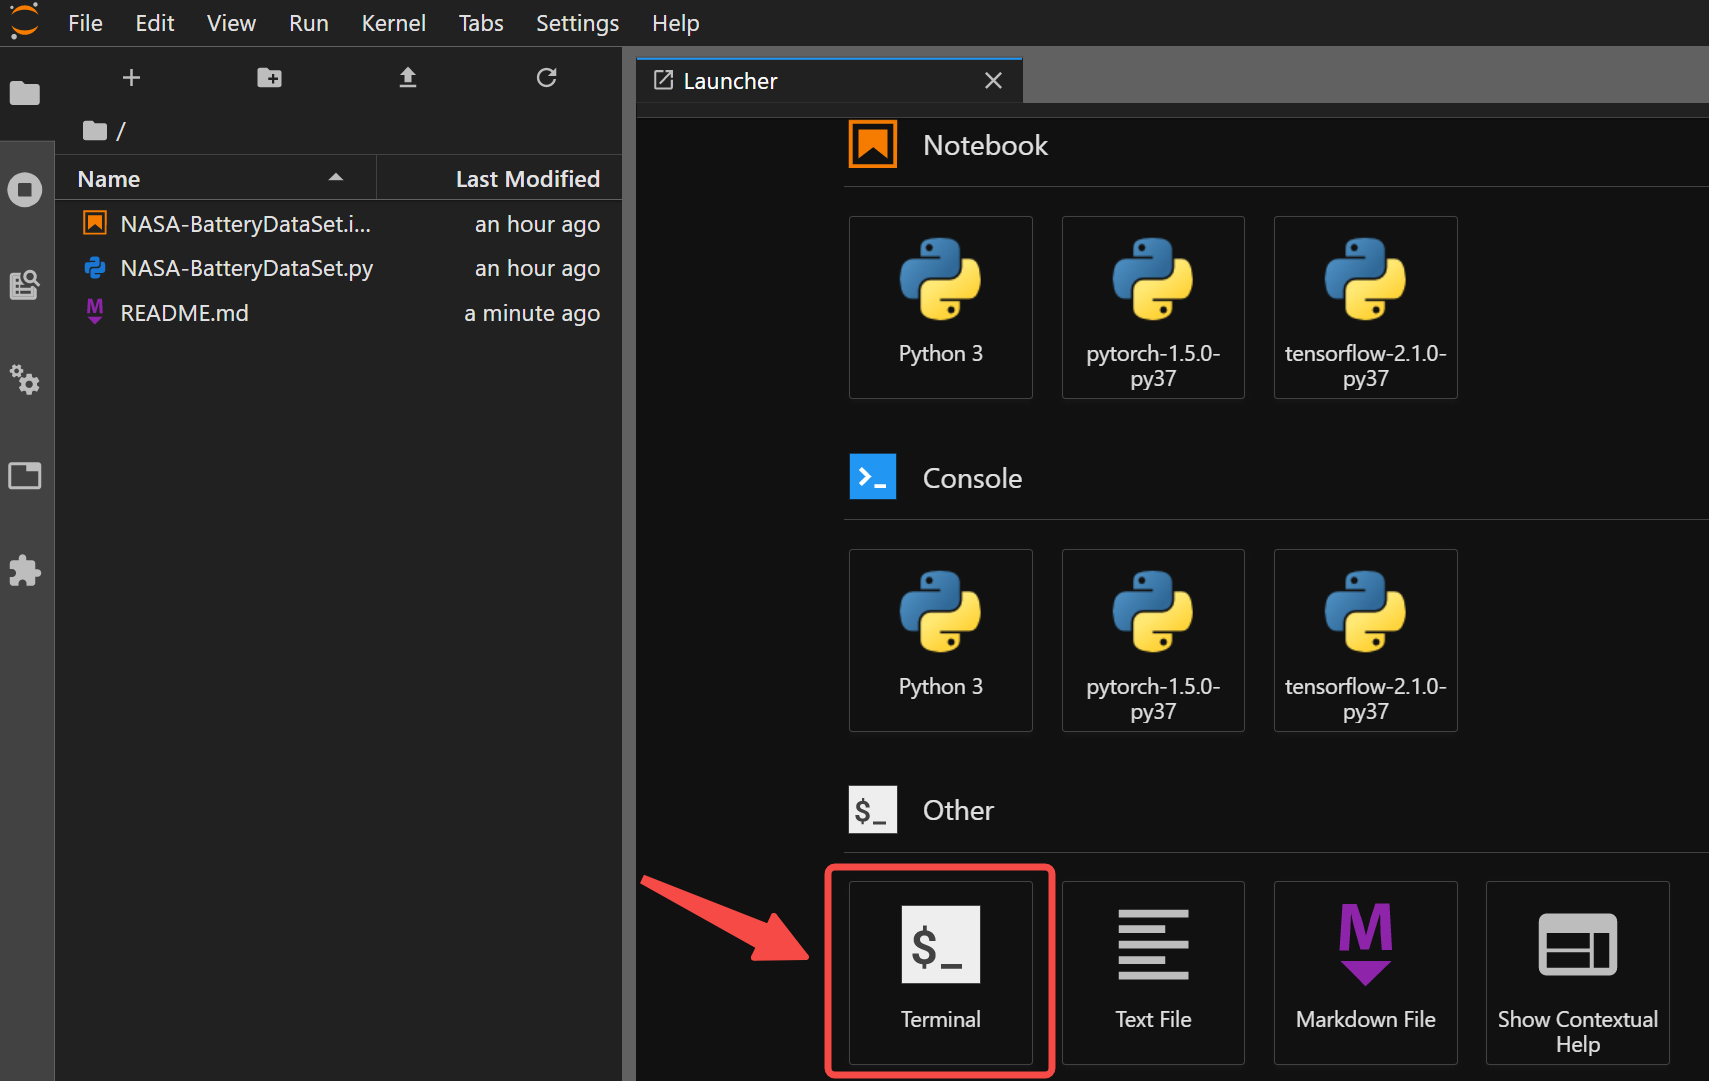 File Edit View Run Kernel Tabs Settings Help
/
Name Last Modified
NASA-BatteryDataSet.i... an hour ago
NASA-BatteryDataSet.py an hour ago
M README.md a minute ago
Launcher
Notebook
Python 3
pytorch-1.5.0-
py37
tensorflow-2.1.0-
py37
>_ Console
Python 3
pytorch-1.5.0-
py37
tensorflow-2.1.0-
py37
$_ Other
$_
Terminal
Text File
M
Markdown File
Show Contextual
Help